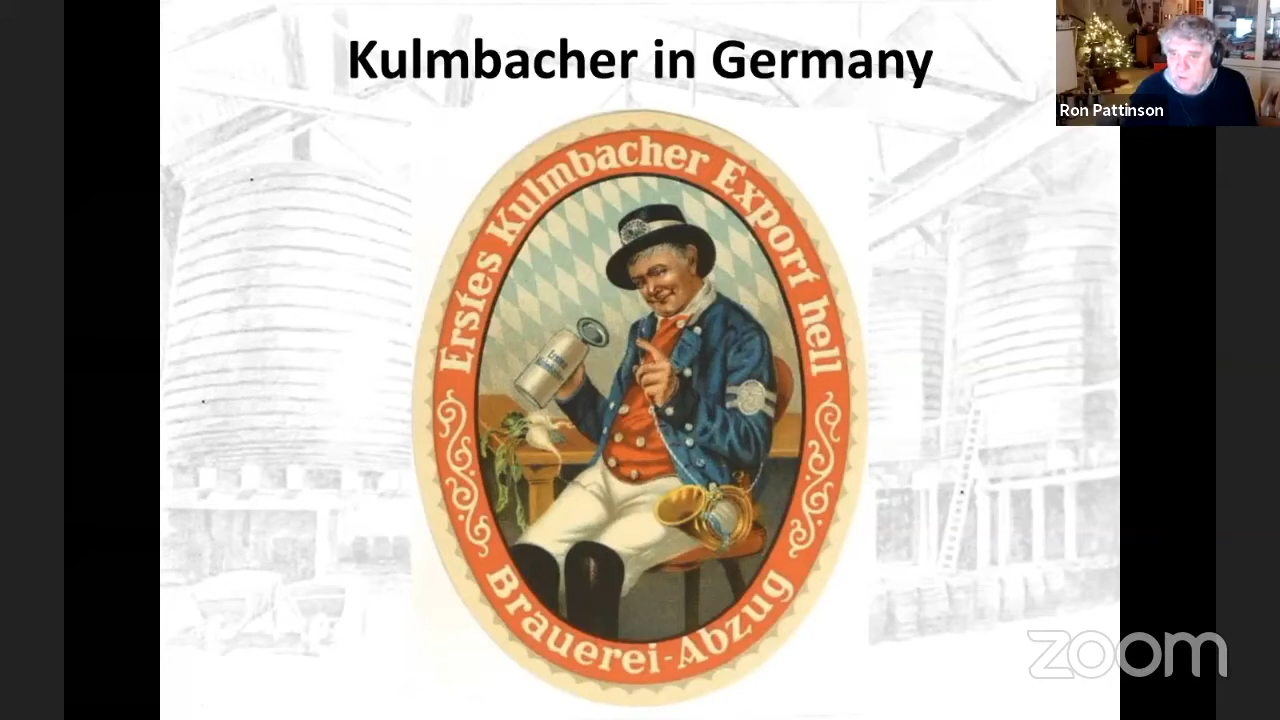 Kulmbacher in Germany
Ron Pattinson
Erstes Kulmbacher Export hell
Brauerei-Abzug
zoom